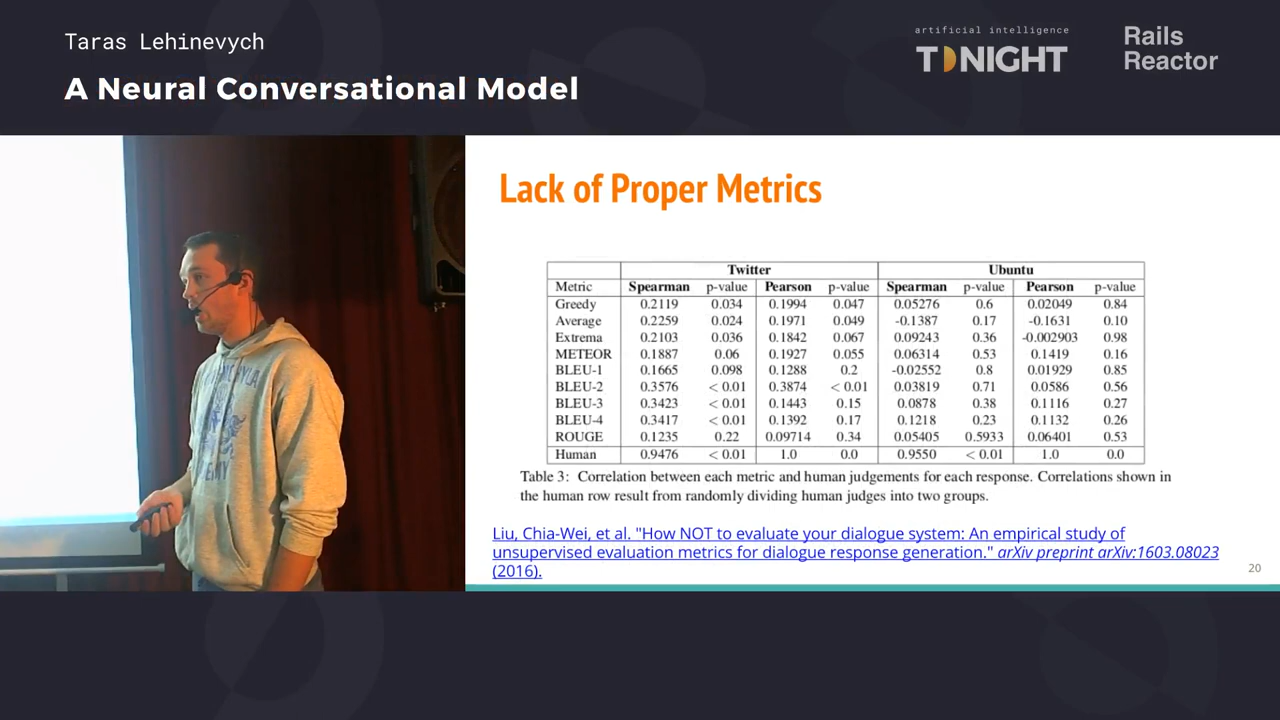 Taras Lehinevych
A Neural Conversational Model
artificial intelligence
TONIGHT
Rails
Reactor
Lack of Proper Metrics
Twitter Ubuntu
Metric Spearman p-value Pearson p-value Spearman p-value Pearson p-value
Greedy 0.2119 0.034 0.1994 0.047 0.05276 0.6 0.02049 0.84
Average 0.2259 0.024 0.1971 0.049 -0.1387 0.17 -0.1631 0.10
Extrema 0.2103 0.036 0.1842 0.067 0.09243 0.36 -0.002903 0.98
METEOR 0.1887 0.06 0.1927 0.055 0.06314 0.53 0.1419 0.16
BLEU-1 0.1665 0.098 0.1288 0.2 -0.02552 0.8 0.01929 0.85
BLEU-2 0.3576 < 0.01 0.3874 < 0.01 0.03819 0.71 0.0586 0.56
BLEU-3 0.3423 < 0.01 0.1443 0.15 0.0878 0.38 0.1116 0.27
BLEU-4 0.3417 < 0.01 0.1392 0.17 0.1218 0.23 0.1132 0.26
ROUGE 0.1235 0.22 0.09714 0.34 0.05405 0.5933 0.06401 0.53
Human 0.9476 < 0.01 1.0 0.0 0.9550 < 0.01 1.0 0.0
Table 3: Correlation between each metric and human judgements for each response. Correlations shown in
the human row result from randomly dividing human judges into two groups.
Liu, Chia-Wei, et al. "How NOT to evaluate your dialogue system: An empirical study of
unsupervised evaluation metrics for dialogue response generation." arXiv preprint arXiv:1603.08023
(2016).
20